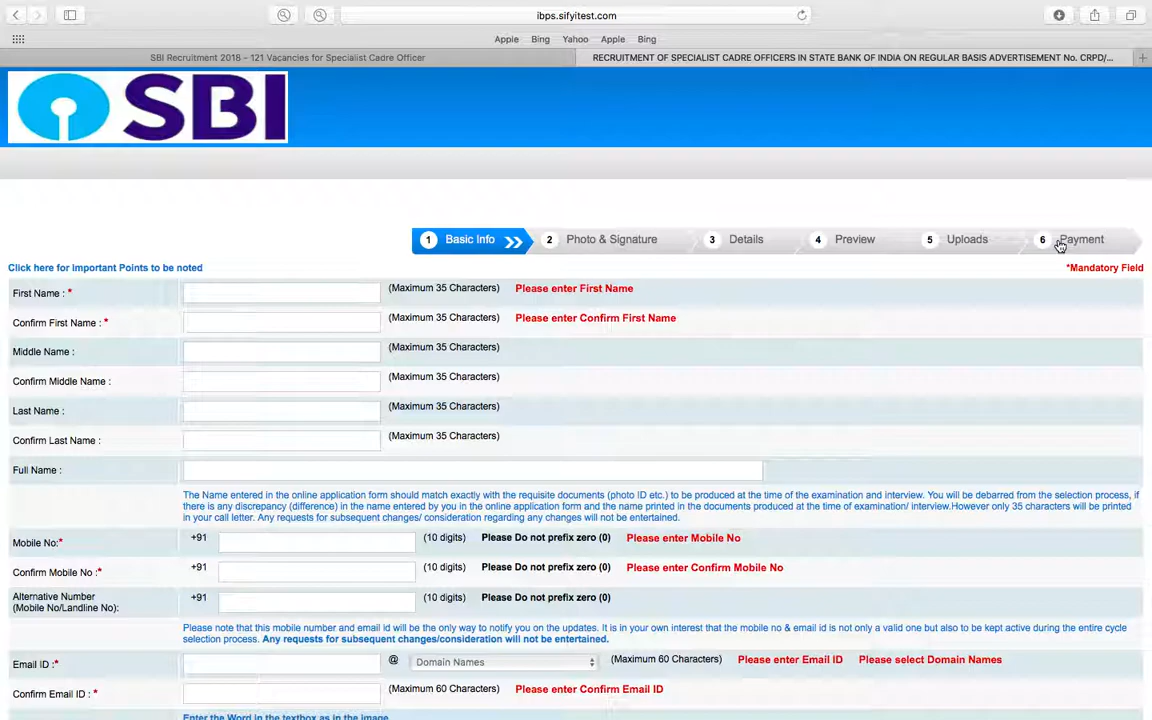 ibps.sifyitest.com
Apple Bing Yahoo Apple Bing
SBI Recruitment 2018 – 121 Vacancies for Specialist Cadre Officer
RECRUITMENT OF SPECIALIST CADRE OFFICERS IN STATE BANK OF INDIA ON REGULAR BASIS ADVERTISEMENT No. CRPD/...
SBI
1 Basic Info 2 Photo & Signature 3 Details 4 Preview 5 Uploads 6 Payment
Click here for Important Points to be noted *Mandatory Field
First Name : * (Maximum 35 Characters) Please enter First Name
Confirm First Name : * (Maximum 35 Characters) Please enter Confirm First Name
Middle Name : (Maximum 35 Characters)
Confirm Middle Name : (Maximum 35 Characters)
Last Name : (Maximum 35 Characters)
Confirm Last Name : (Maximum 35 Characters)
Full Name :
The Name entered in the online application form should match exactly with the requisite documents (photo ID etc.) to be produced at the time of the examination and interview. You will be debarred from the selection process, if
there is any discrepancy (difference) in the name entered by you in the online application form and the name printed in the documents produced at the time of examination/ interview.However only 35 characters will be printed
in your call letter. Any requests for subsequent changes/ consideration regarding any changes will not be entertained.
Mobile No:* +91 (10 digits) Please Do not prefix zero (0) Please enter Mobile No
Confirm Mobile No :* +91 (10 digits) Please Do not prefix zero (0) Please enter Confirm Mobile No
Alternative Number +91 (10 digits) Please Do not prefix zero (0)
(Mobile No/Landline No):
Please note that this mobile number and email id will be the only way to notify you on the updates. It is in your own interest that the mobile no & email id is not only a valid one but also to be kept active during the entire cycle
selection process. Any requests for subsequent changes/consideration will not be entertained.
Email ID :* @ Domain Names (Maximum 60 Characters) Please enter Email ID Please select Domain Names
Confirm Email ID : * (Maximum 60 Characters) Please enter Confirm Email ID
Enter the Word in the textbox as in the image